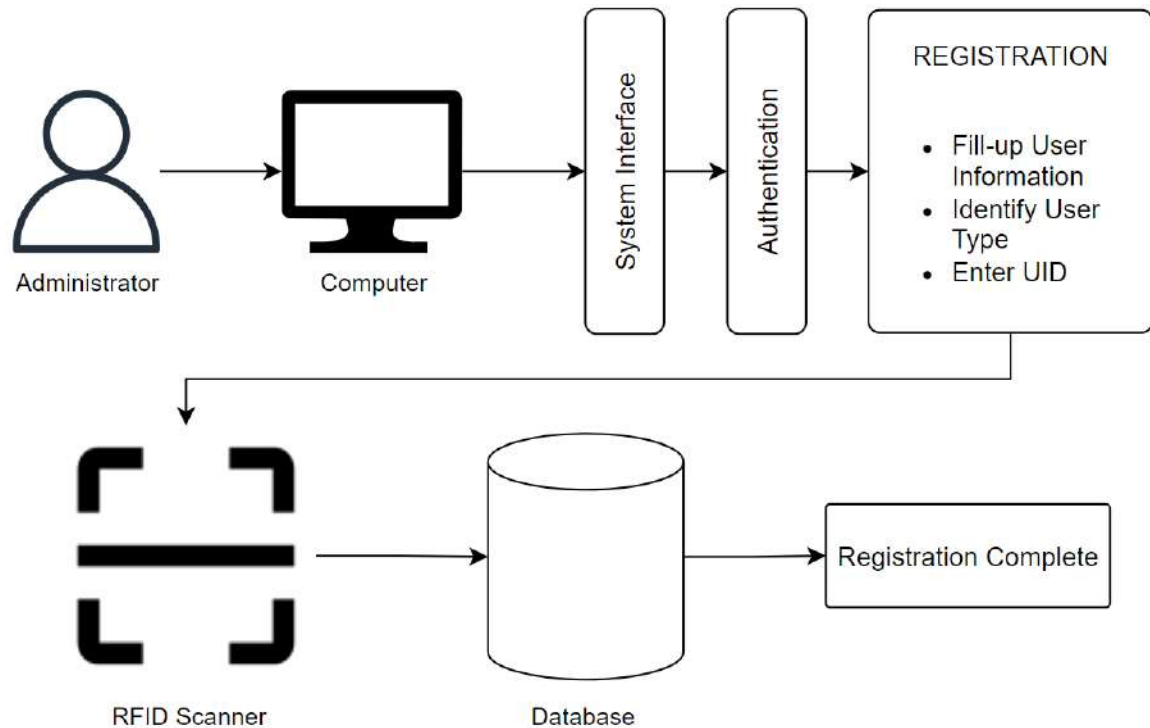 Administrator
Computer
System Interface
Authentication
REGISTRATION
• Fill-up User
Information
• Identify User
Type
• Enter UID
RFID Scanner
Database
Registration Complete